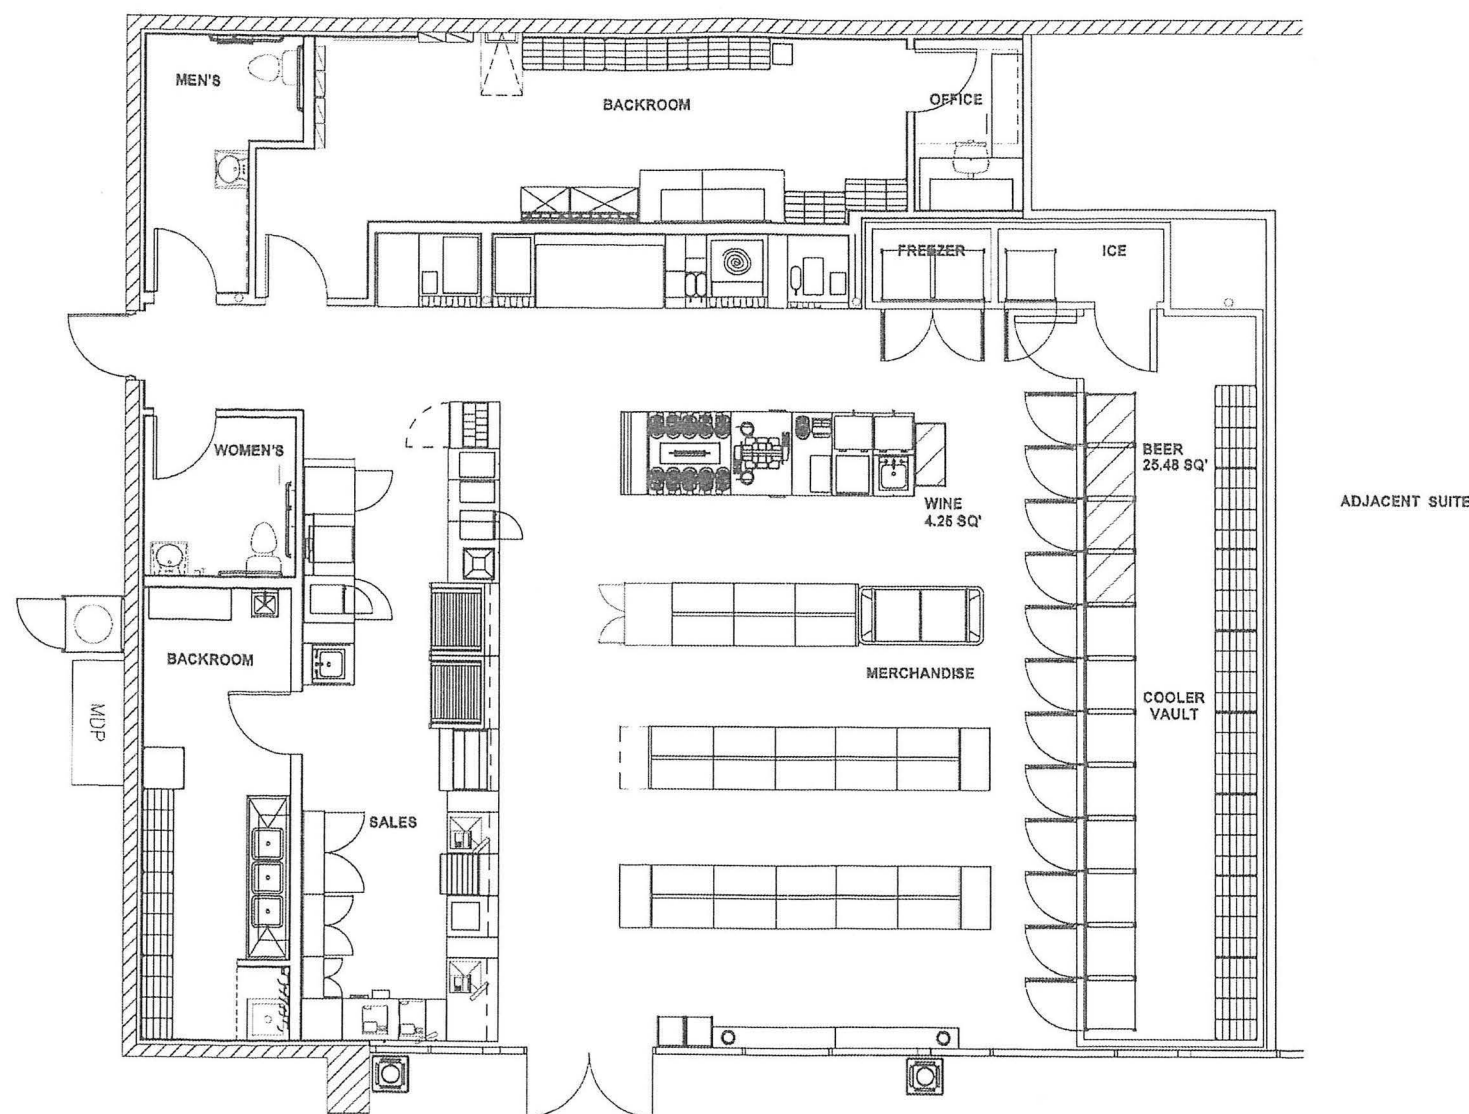 MEN'S
BACKROOM
OFFICE
FREEZER
ICE
WOMEN'S
BEER
25.48 SQ'
WINE
4.25 SQ'
ADJACENT SUITE
BACKROOM
MERCHANDISE
COOLER
VAULT
MDP
SALES